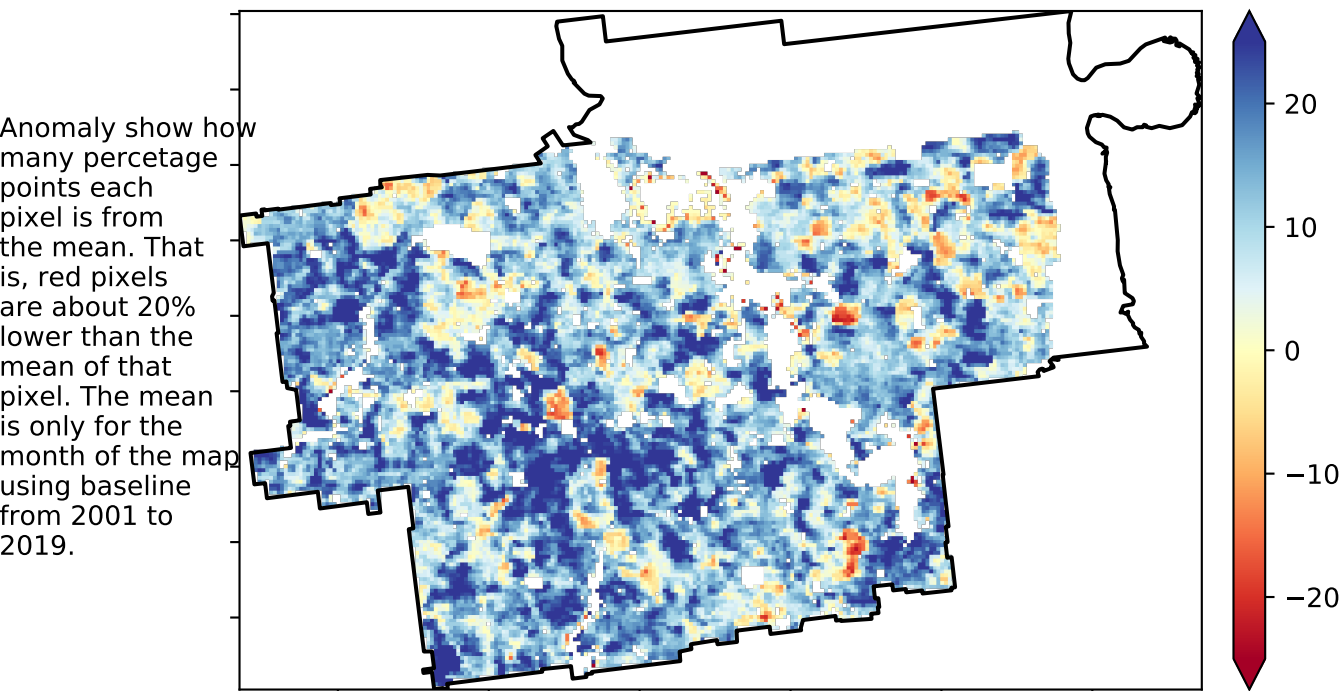 Anomaly show how
many percetage
points each
pixel is from
the mean. That
is, red pixels
are about 20%
lower than the
mean of that
pixel. The mean
is only for the
month of the map
using baseline
from 2001 to
2019.
20
10
0
−10
−20